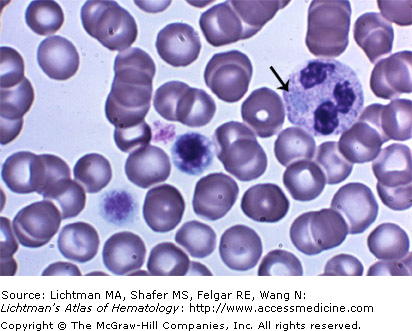 Source: Lichtman MA, Shafer MS, Felgar RE, Wang N:
Lichtman's Atlas of Hematology: http://www.accessmedicine.com
Copyright © The McGraw-Hill Companies, Inc. All rights reserved.